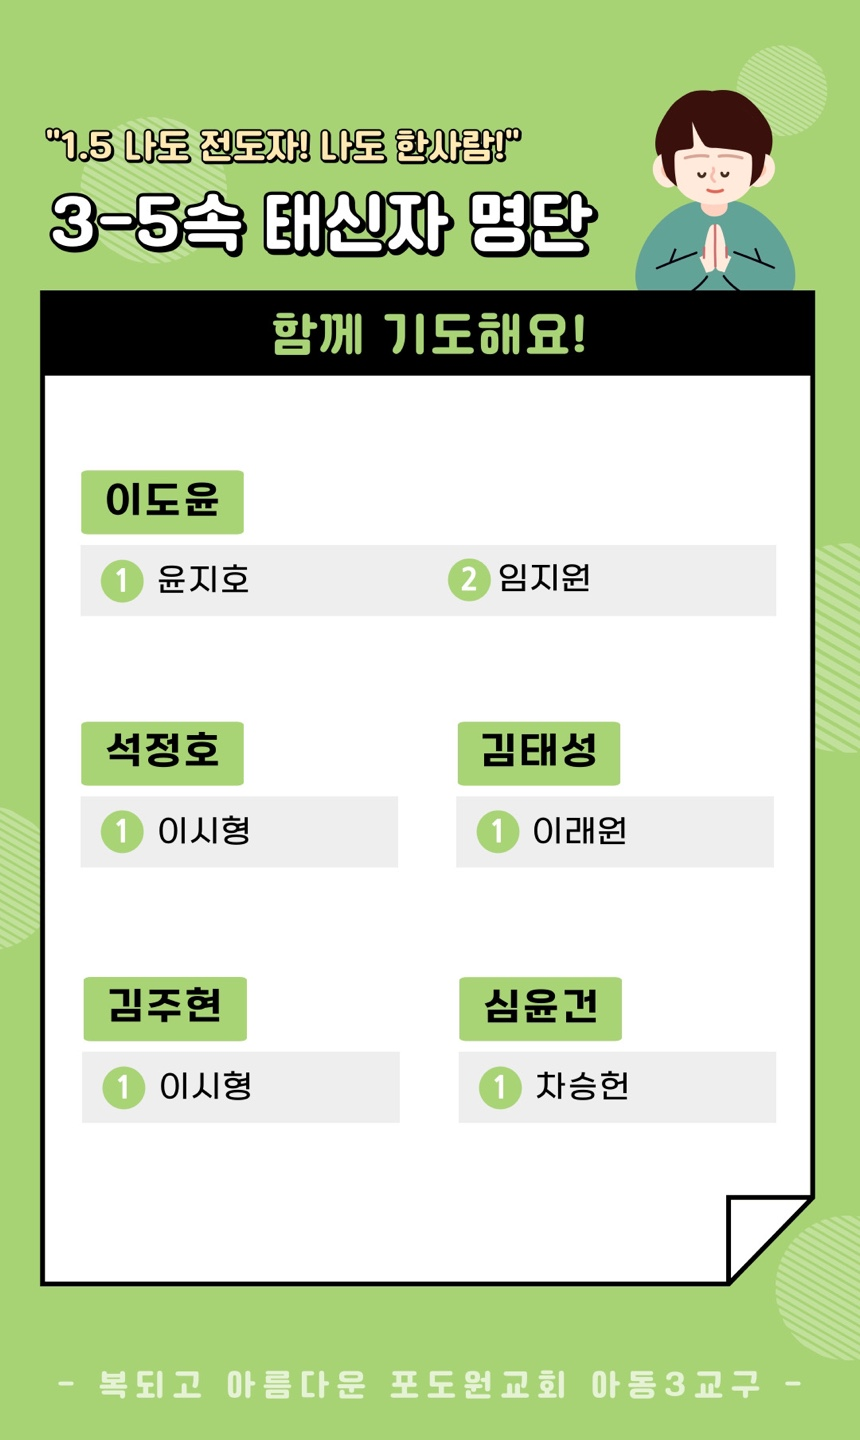 "1.5 나도 전도자! 나도 한사람!"
3-5속 태신자 명단
함께 기도해요!
이도윤
1 윤지호 2 임지원
석정호 김태성
1 이시형 1 이래원
김주현 심윤건
1 이시형 1 차승헌
- 복되고 아름다운 포도원교회 아동3교구 -